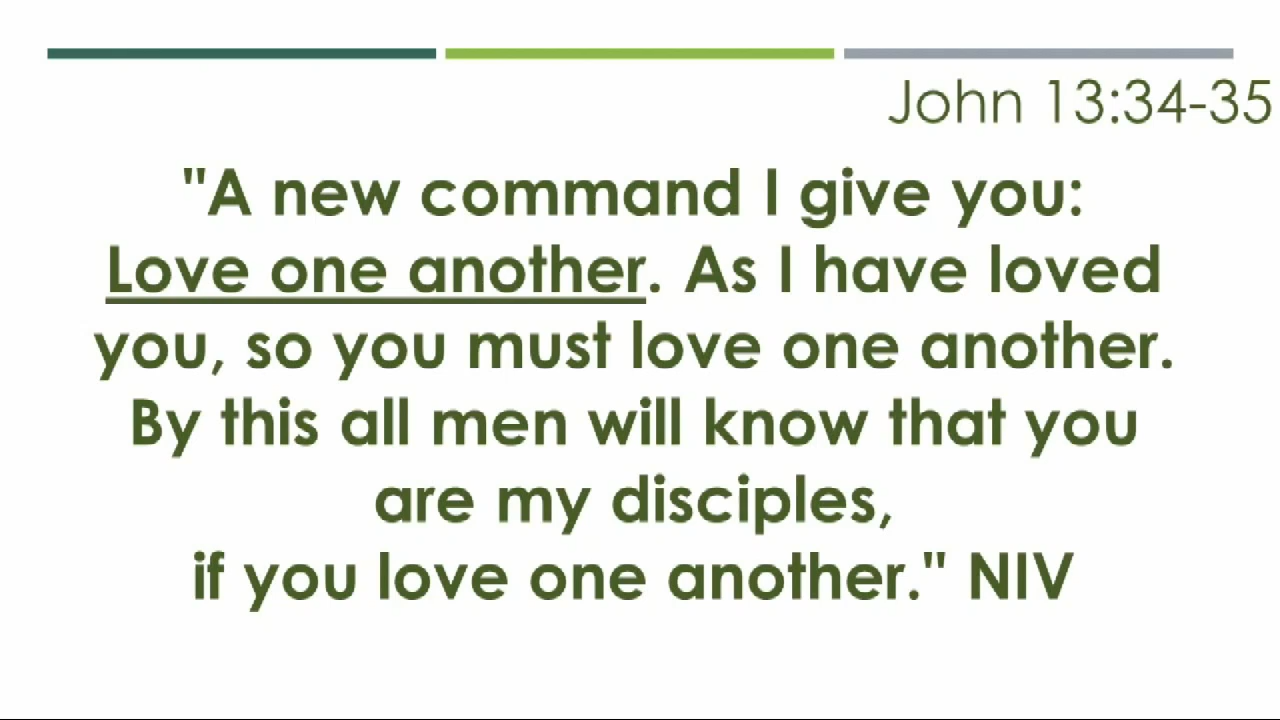 John 13:34-35
"A new command I give you:
Love one another. As I have loved
you, so you must love one another.
By this all men will know that you
are my disciples,
if you love one another." NIV